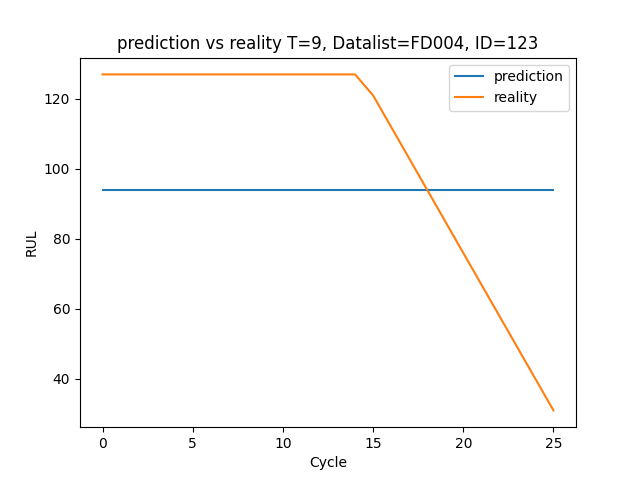 prediction vs reality T=9, Datalist=FD004, ID=123
prediction
reality
120
100
80
60
40
RUL
0 5 10 15 20 25
Cycle